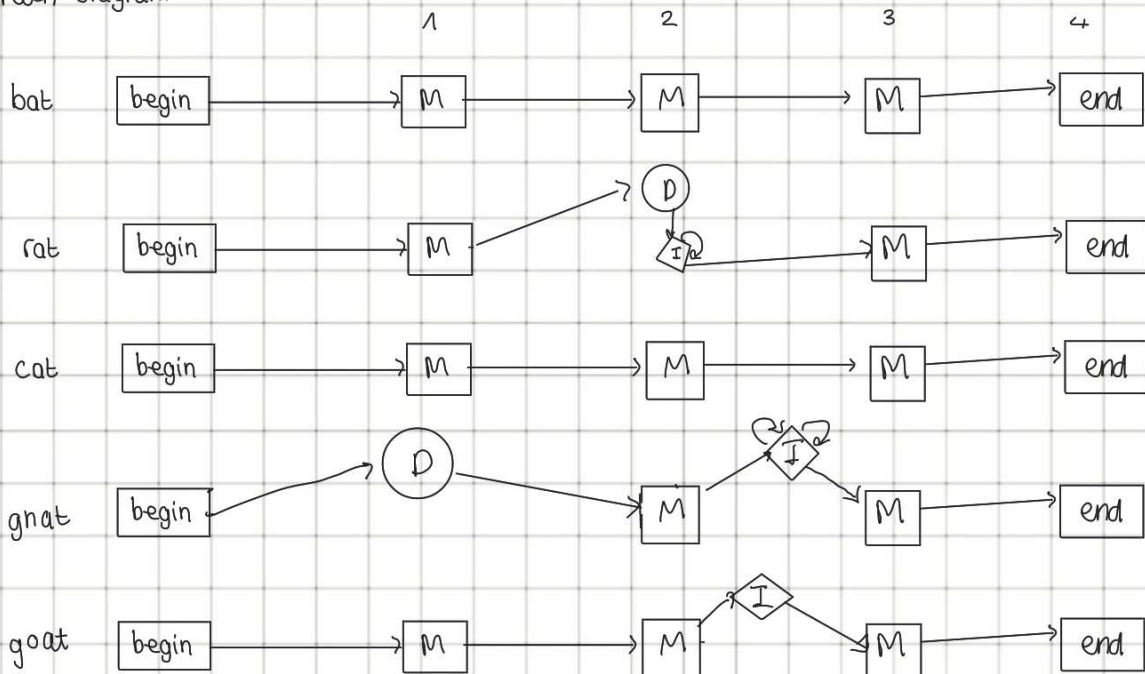 diagram
1 2 3 4
bat begin M M M end
D
rat begin M I M end
cat begin M M M end
I
D
gnat begin M M end
I
goat begin M M M end